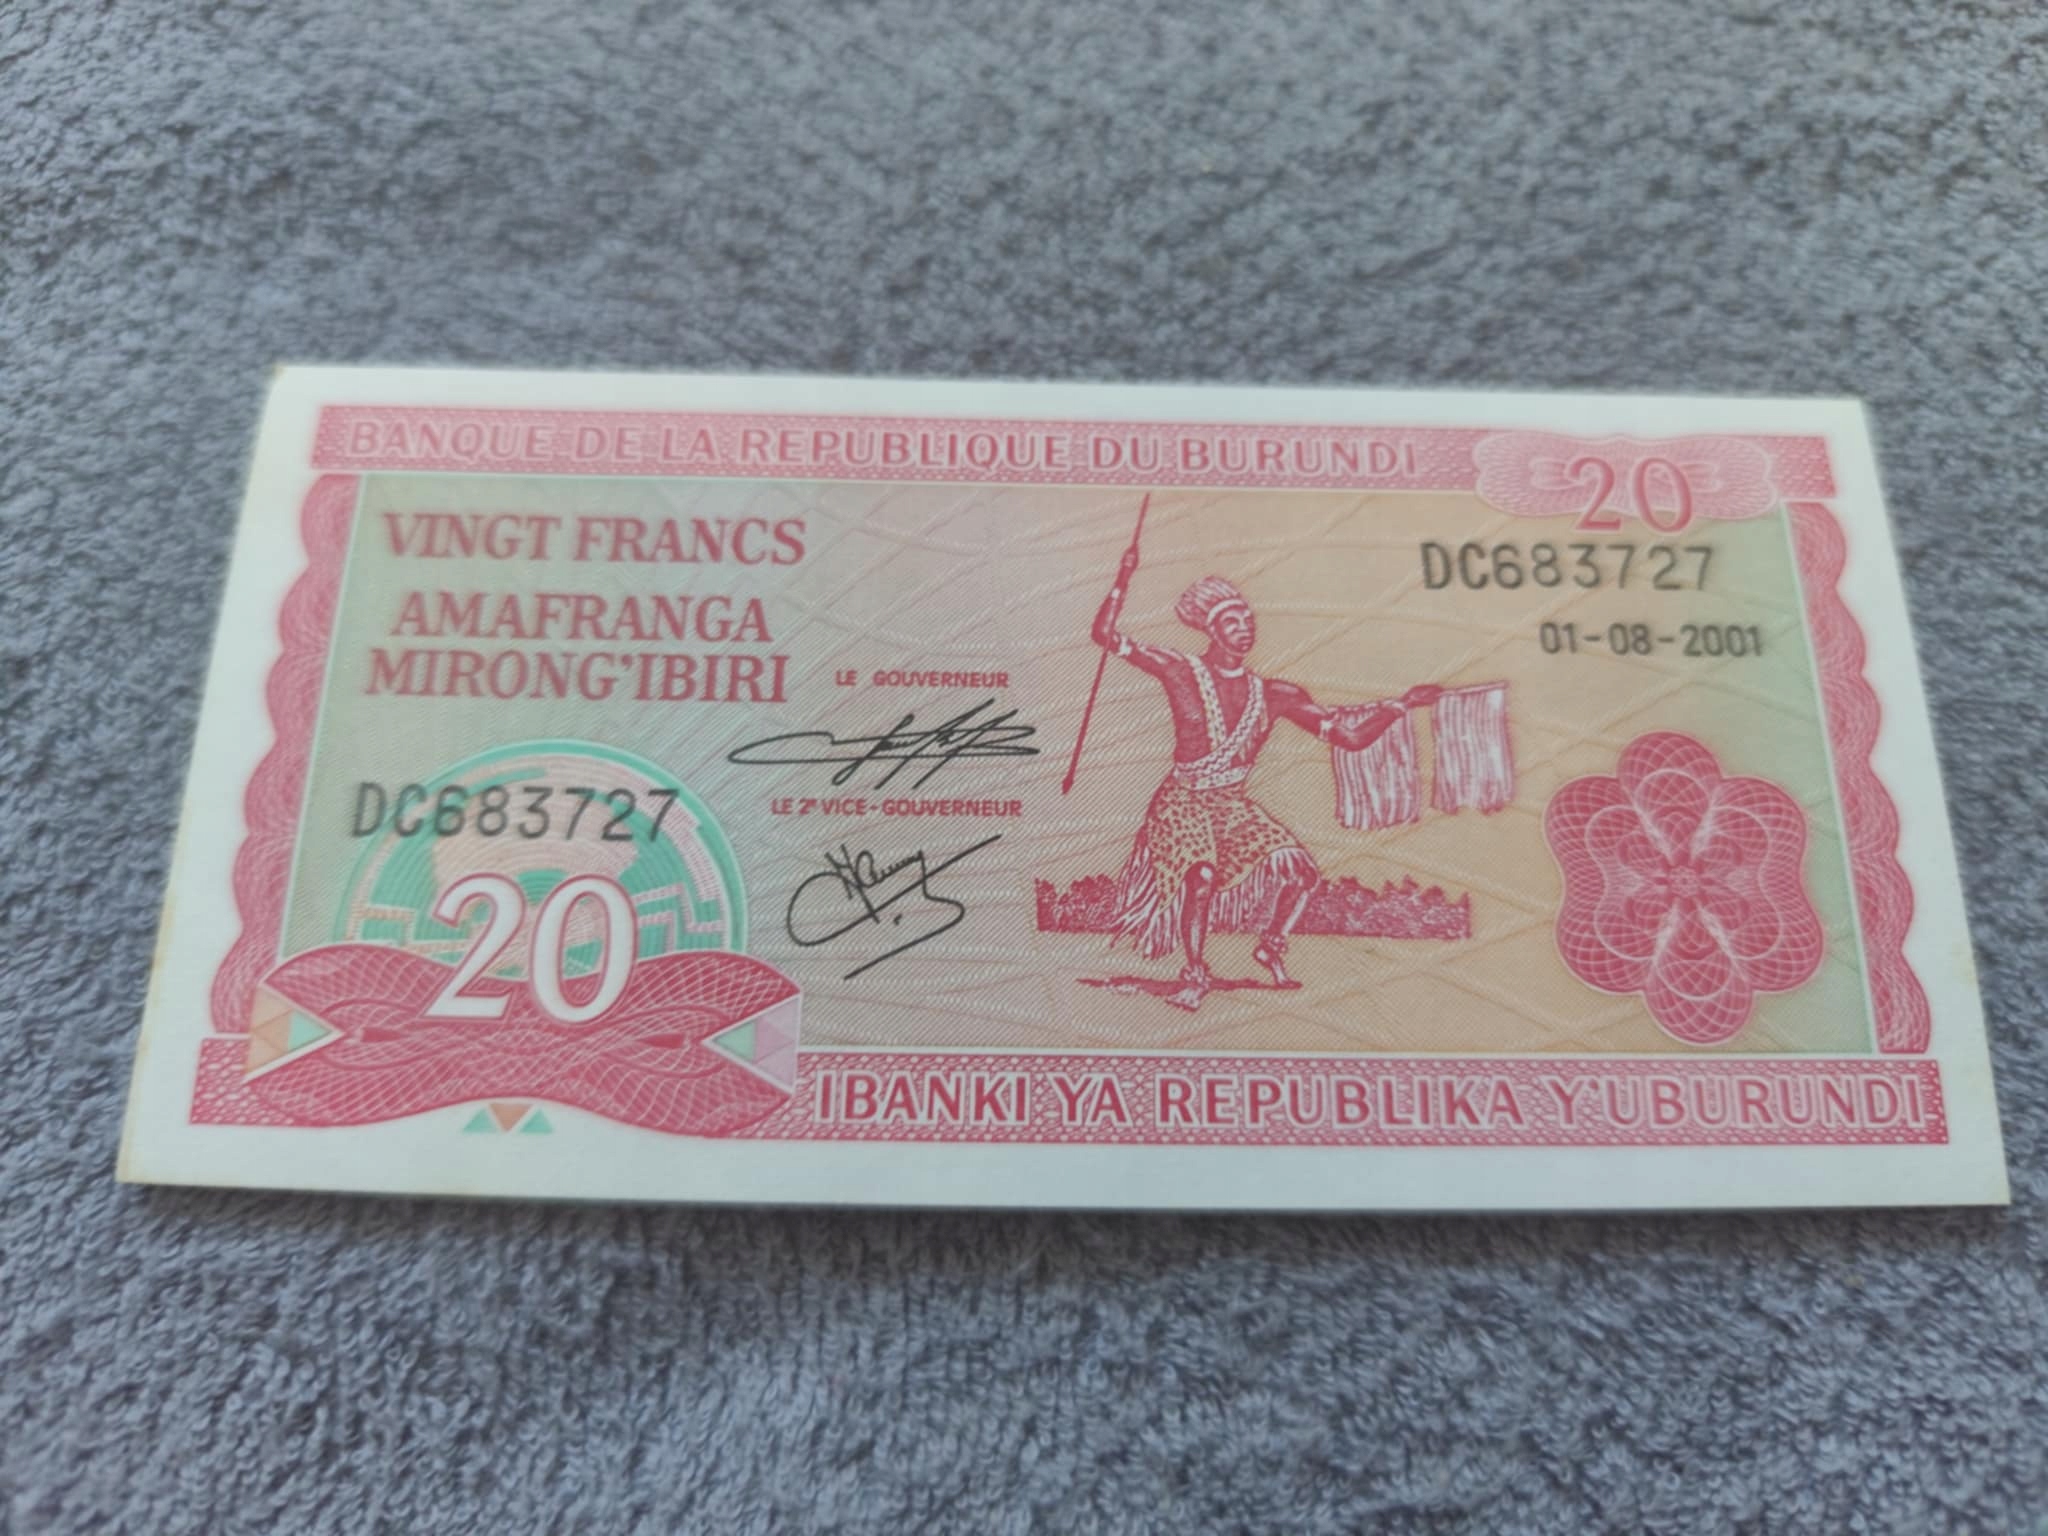 BANQUE DE LA REPUBLIQUE DU BURUNDI
20
VINGT FRANCS
DC683727
AMAFRANGA
MIRONG'IBIRI
01-08-2001
LE GOUVERNEUR
DC683727
LE 2e VICE-GOUVERNEUR
20
IBANKI YA REPUBLIKA Y'UBURUNDI